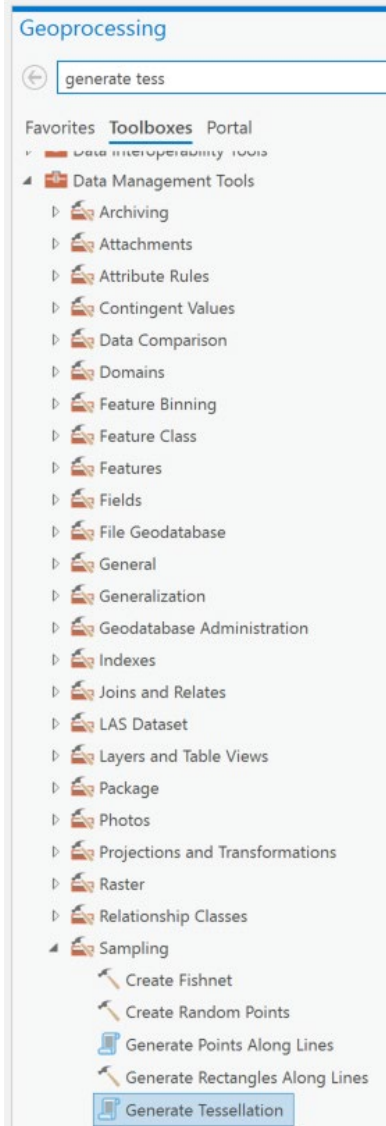 Geoprocessing
generate tess
Favorites Toolboxes Portal
Data Interoperability Tools
Data Management Tools
Archiving
Attachments
Attribute Rules
Contingent Values
Data Comparison
Domains
Feature Binning
Feature Class
Features
Fields
File Geodatabase
General
Generalization
Geodatabase Administration
Indexes
Joins and Relates
LAS Dataset
Layers and Table Views
Package
Photos
Projections and Transformations
Raster
Relationship Classes
Sampling
Create Fishnet
Create Random Points
Generate Points Along Lines
Generate Rectangles Along Lines
Generate Tessellation